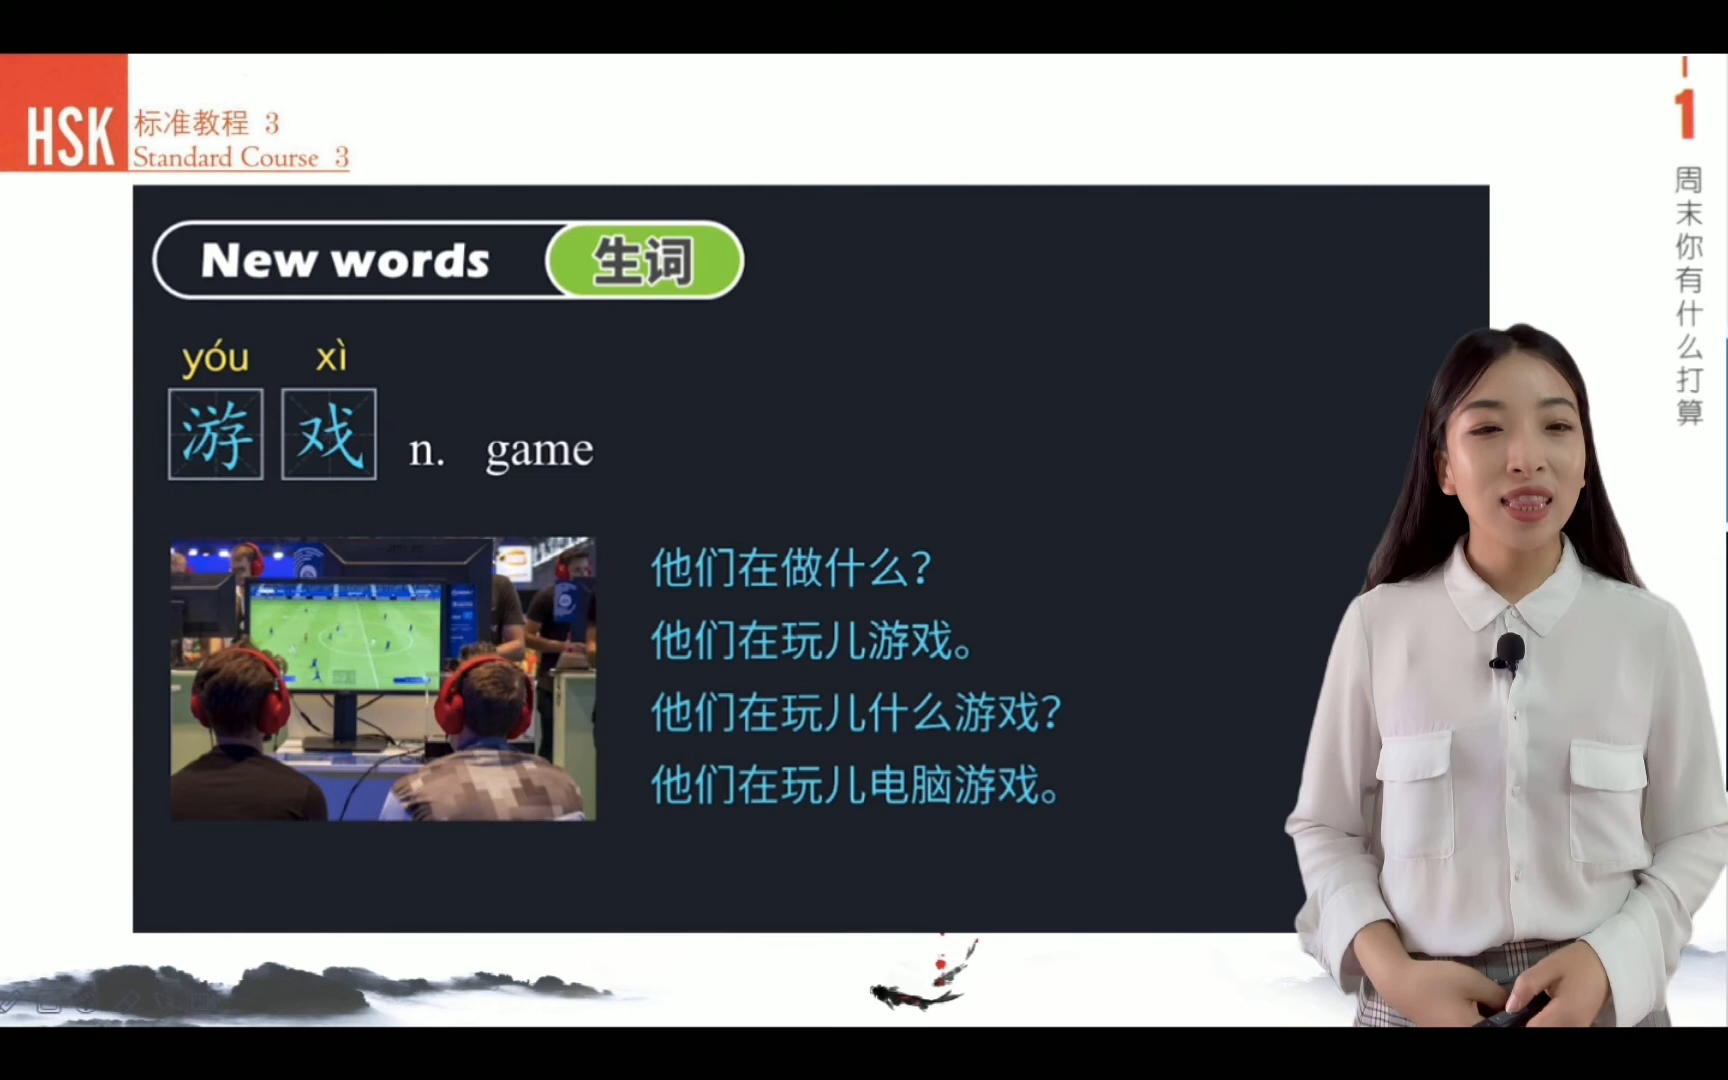 HSK
标准教程 3
Standard Course 3
1
周末你有什么打算
New words 生词
yóu xì
游戏 n. game
他们在做什么？
他们在玩儿游戏。
他们在玩儿什么游戏？
他们在玩儿电脑游戏。